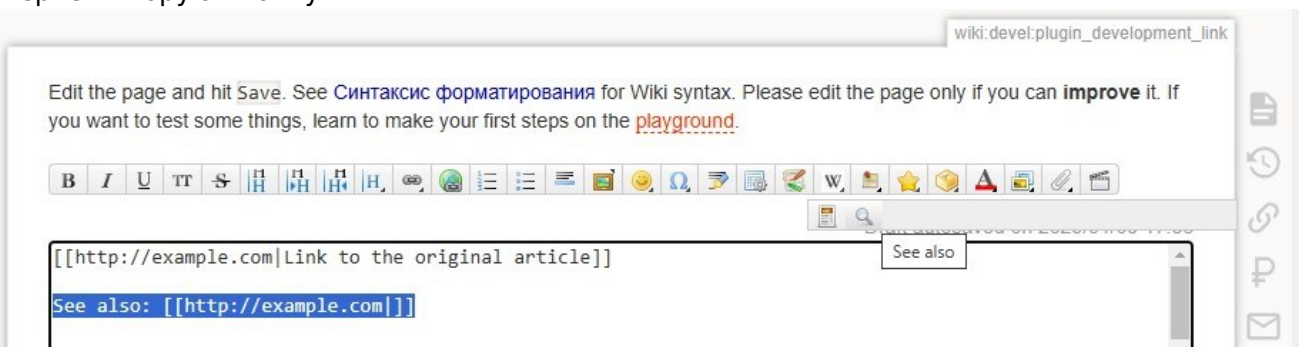 wiki:devel:plugin_development_link
Edit the page and hit Save. See Синтаксис форматирования for Wiki syntax. Please edit the page only if you can improve it. If
you want to test some things, learn to make your first steps on the playground.
B I U TT S H H H H W A
See also
[[http://example.com|Link to the original article]]
See also: [[http://example.com|]]